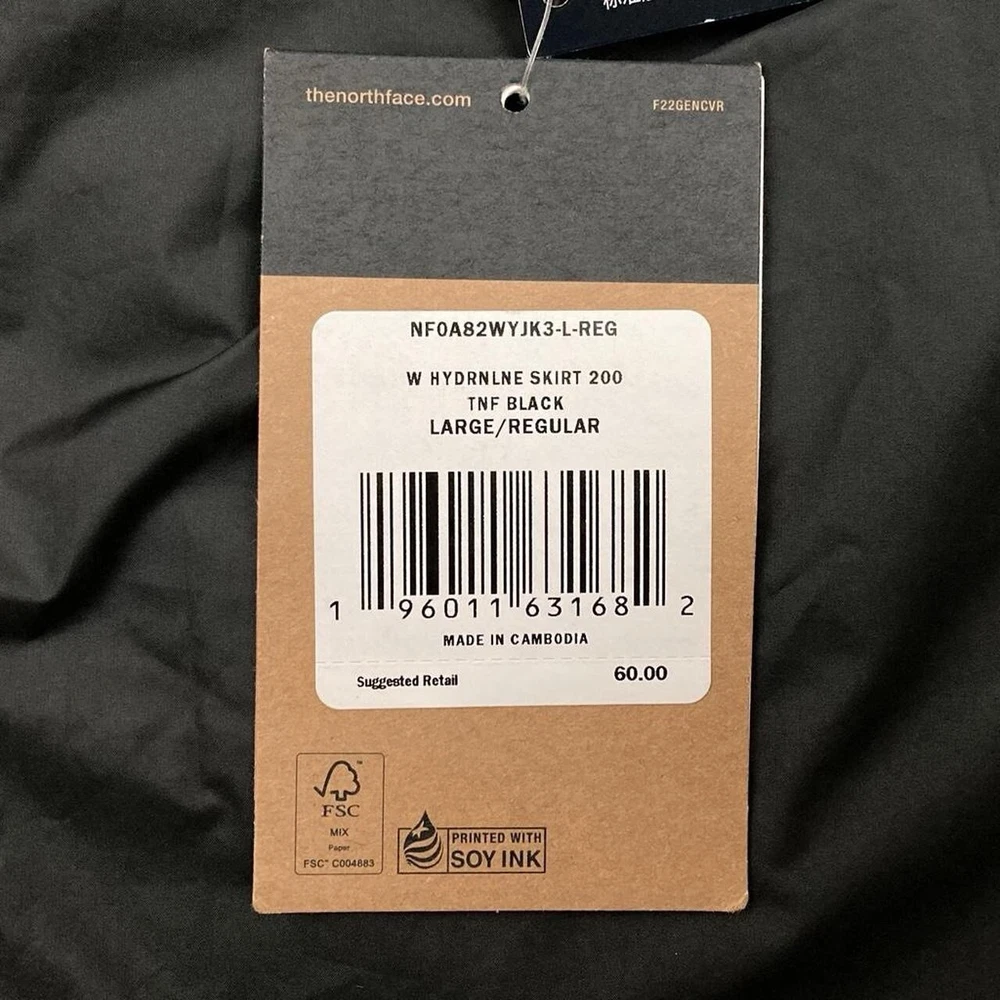 thenorthface.com
F22GENCVR
NF0A82WYJK3-L-REG
W HYDRNLNE SKIRT 200
TNF BLACK
LARGE/REGULAR
1 96011 63168 2
MADE IN CAMBODIA
Suggested Retail 60.00
FSC
MIX
Paper
FSC™ C004683
PRINTED WITH
SOY INK